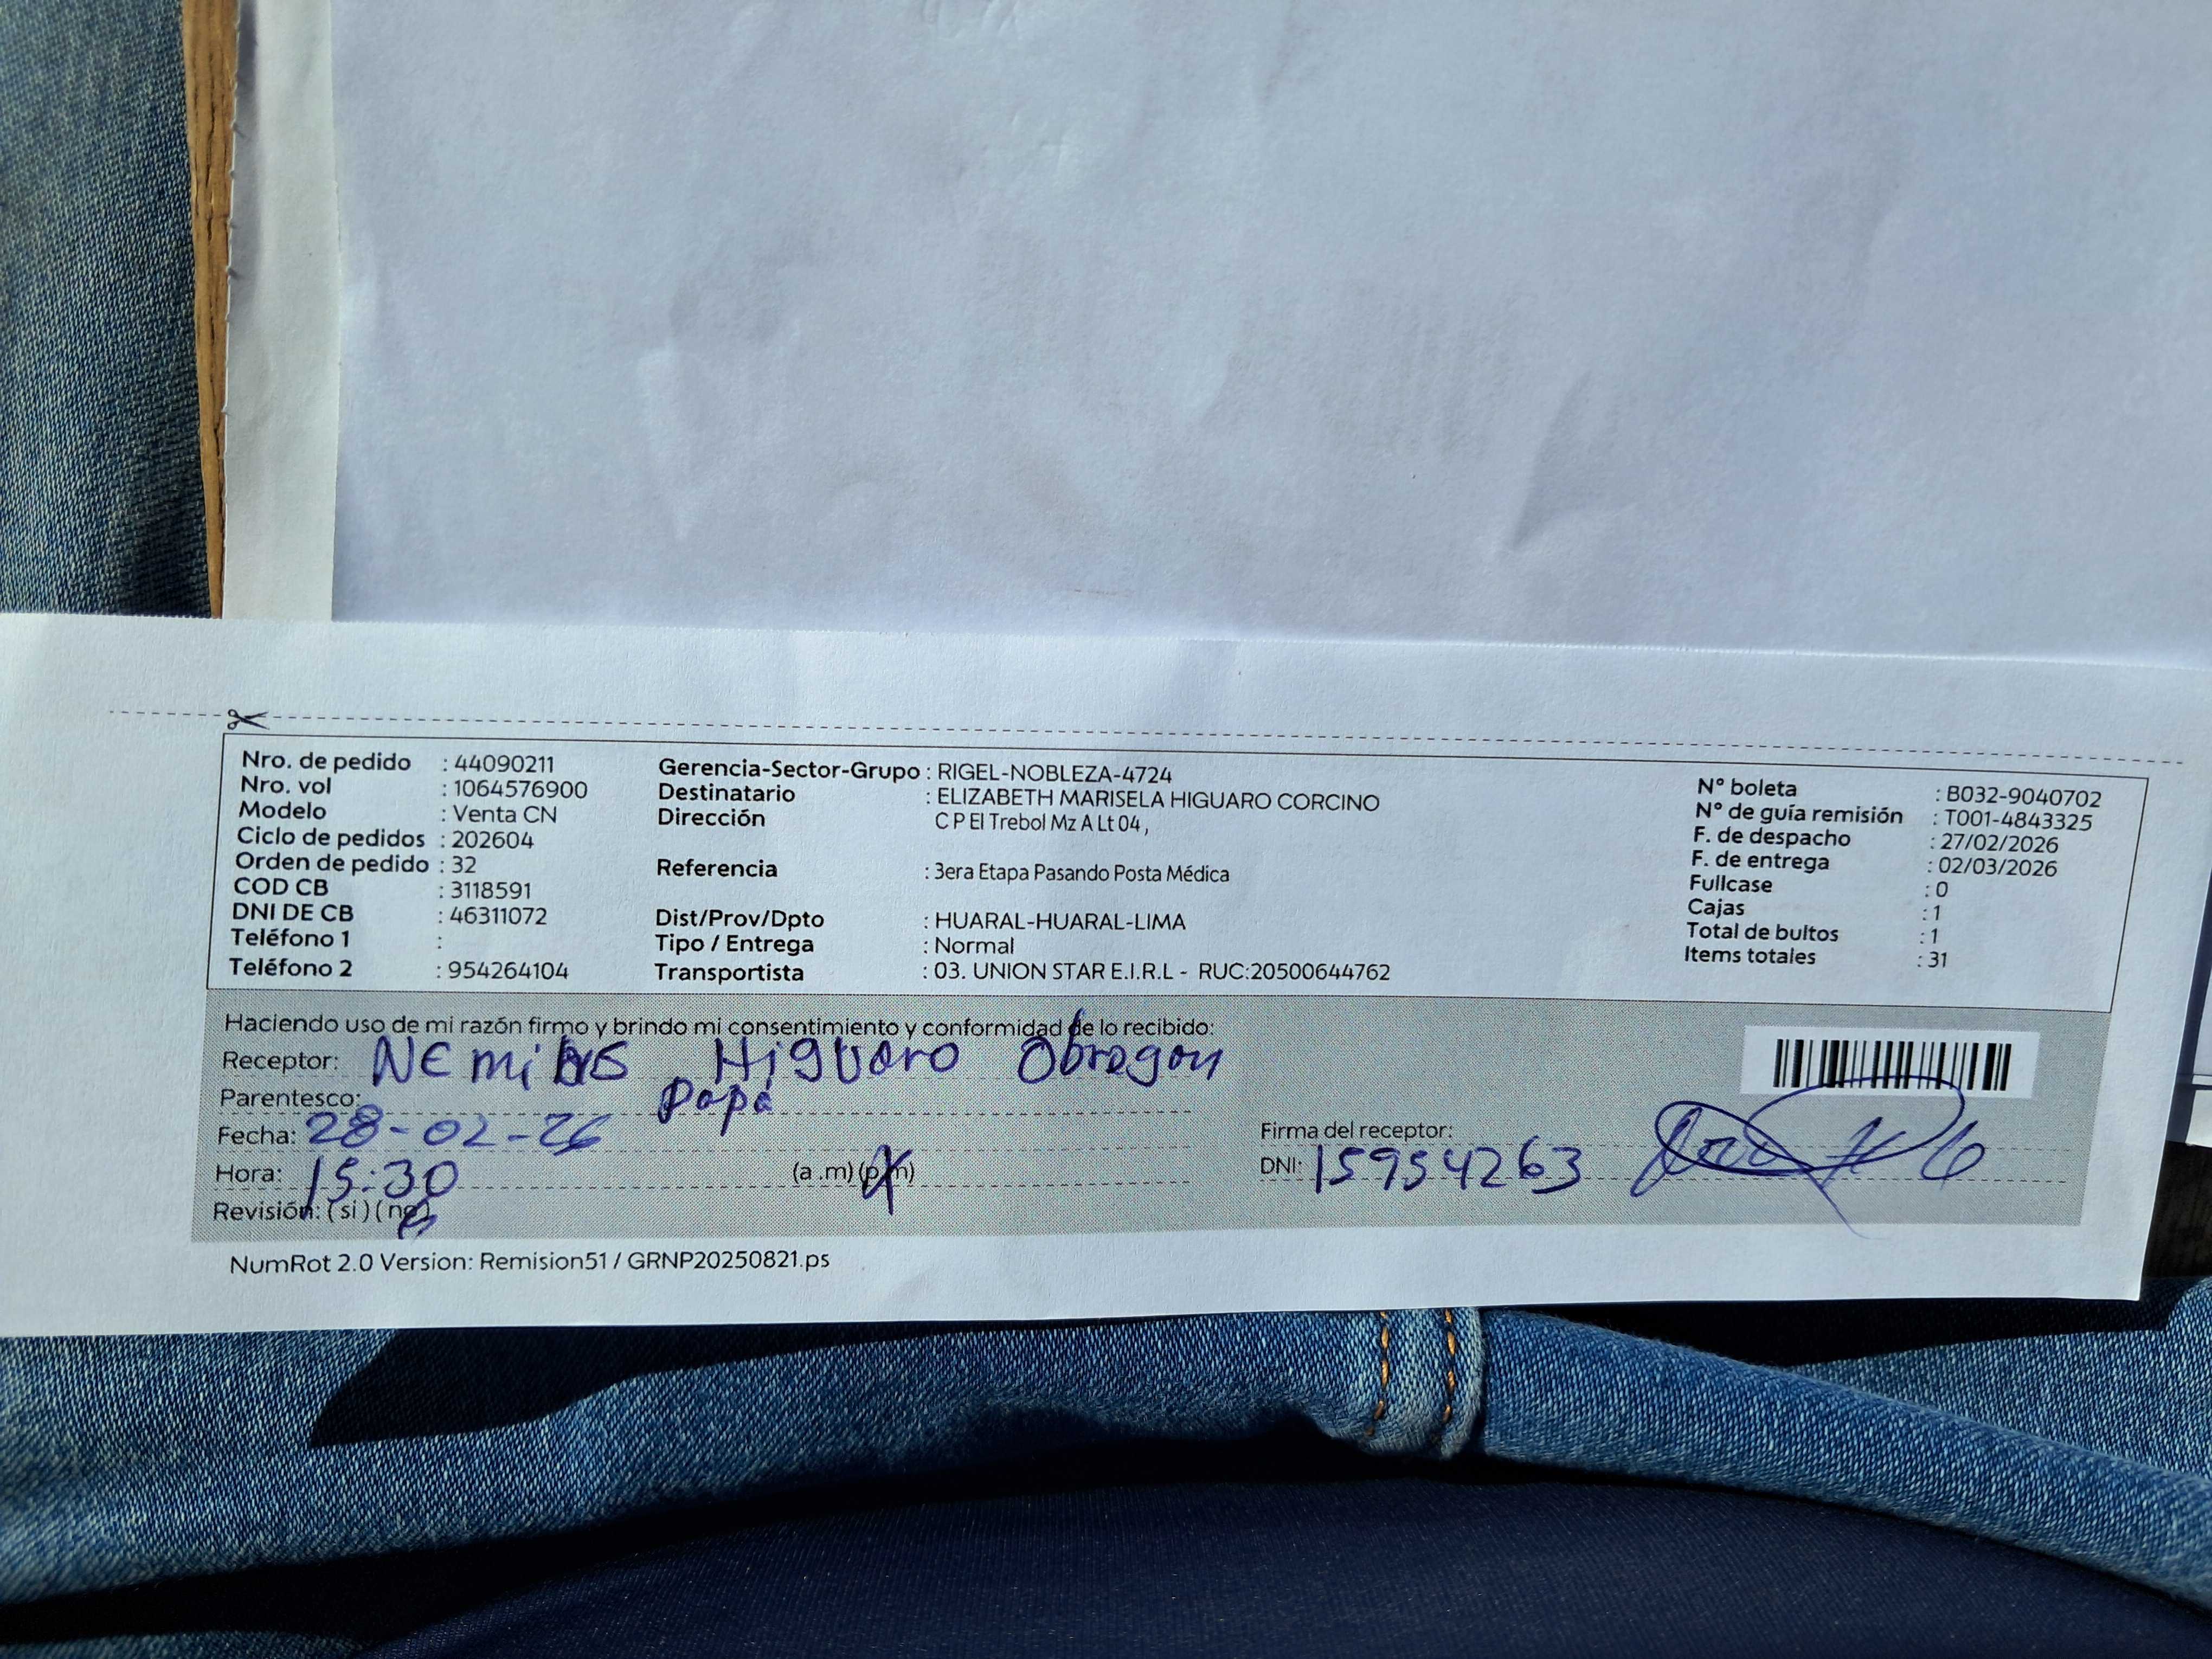 Nro. de pedido : 44090211
Nro. vol : 1064576900
Modelo : Venta CN
Ciclo de pedidos : 202604
Orden de pedido : 32
COD CB : 3118591
DNI DE CB : 46311072
Teléfono 1 :
Teléfono 2 : 954264104
Gerencia-Sector-Grupo : RIGEL-NOBLEZA-4724
Destinatario : ELIZABETH MARISELA HIGUARO CORCINO
Dirección C P El Trebol Mz A Lt 04 ,
Referencia : 3era Etapa Pasando Posta Médica
Dist/Prov/Dpto : HUARAL-HUARAL-LIMA
Tipo / Entrega : Normal
Transportista : 03. UNION STAR E.I.R.L - RUC:20500644762
N° boleta : B032-9040702
N° de guía remisión : T001-4843325
F. de despacho : 27/02/2026
F. de entrega : 02/03/2026
Fullcase : 0
Cajas : 1
Total de bultos : 1
Items totales : 31
Haciendo uso de mi razón firmo y brindo mi consentimiento y conformidad de lo recibido:
Receptor: Higuaro Obregon
Parentesco: Papá
Fecha: 28-02-26
Hora: 15:30 (a .m) (p.m)
Revisión: ( si ) ( no )
Firma del receptor:
DNI: 15954263
NumRot 2.0 Version: Remision51 / GRNP20250821.ps